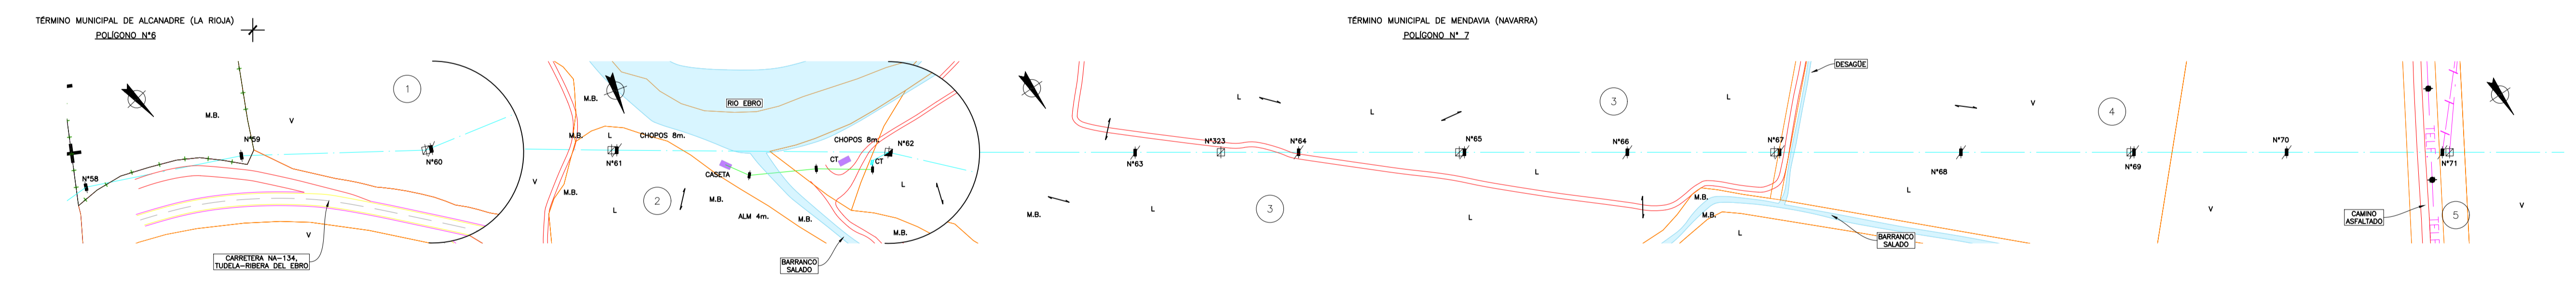 TÉRMINO MUNICIPAL DE ALCANADRE (LA RIOJA)
POLÍGONO Nº6
TÉRMINO MUNICIPAL DE MENDAVIA (NAVARRA)
POLÍGONO Nº 7
1
M.B.
V
Nº58
Nº59
Nº60
V
CARRETERA NA-134,
TUDELA-RIBERA DEL EBRO
V
M.B.
M.B.
L
Nº61
M.B.
L
2
CHOPOS 8m.
RIO EBRO
CHOPOS 8m.
CT
CT
CASETA
M.B.
ALM 4m.
M.B.
BARRANCO
SALADO
Nº62
L
M.B.
M.B.
L
Nº63
L
Nº323
3
Nº64
L
Nº65
L
L
3
Nº66
L
DESAGÜE
Nº67
M.B.
M.B.
L
BARRANCO
SALADO
Nº68
L
V
4
Nº69
V
Nº70
TELE.
TELE
Nº71
CAMINO
ASFALTADO
5
V